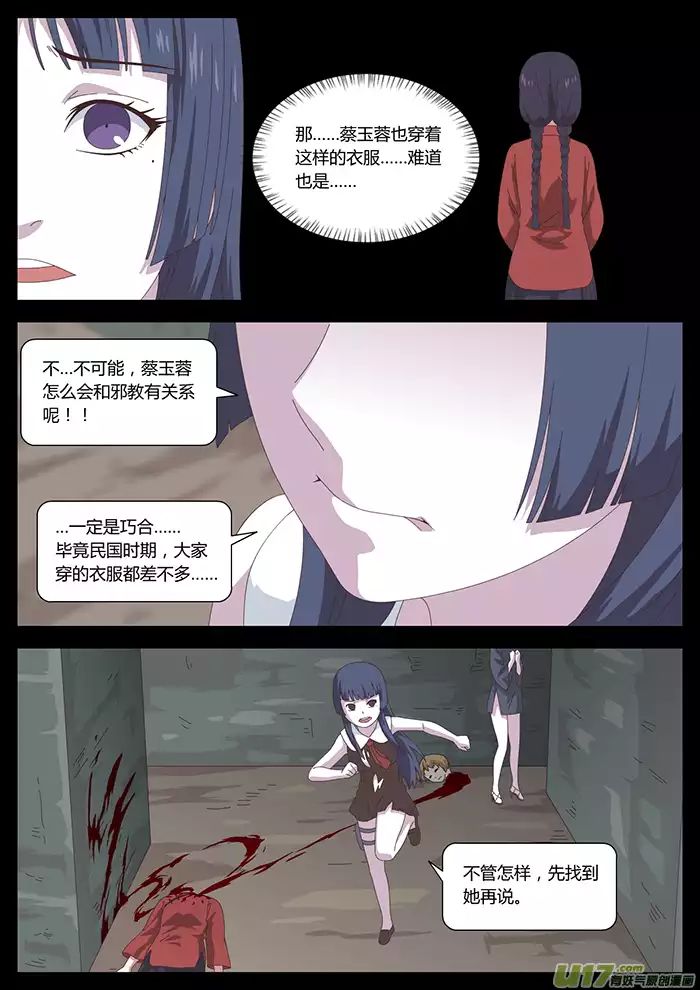 那……蔡玉蓉也穿着
这样的衣服……难道
也是……
不…不可能，蔡玉蓉
怎么会和邪教有关系
呢！！
…一定是巧合……
毕竟民国时期，大家
穿的衣服都差不多……
不管怎样，先找到
她再说。
U17.com
有妖气原创漫画